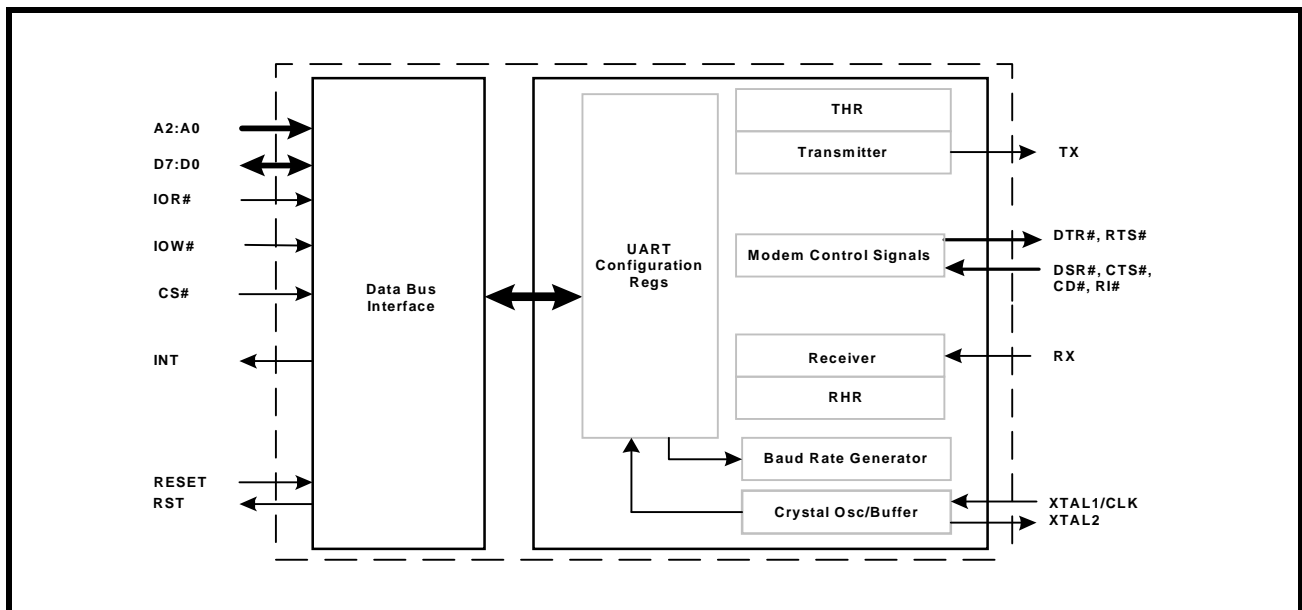 A2:A0
D7:D0
IOR#
IOW#
CS#
INT
RESET
RST
Data Bus
Interface
UART
Configuration
Regs
THR
Transmitter
Modem Control Signals
Receiver
RHR
Baud Rate Generator
Crystal Osc/Buffer
TX
DTR#, RTS#
DSR#, CTS#,
CD#, RI#
RX
XTAL1/CLK
XTAL2